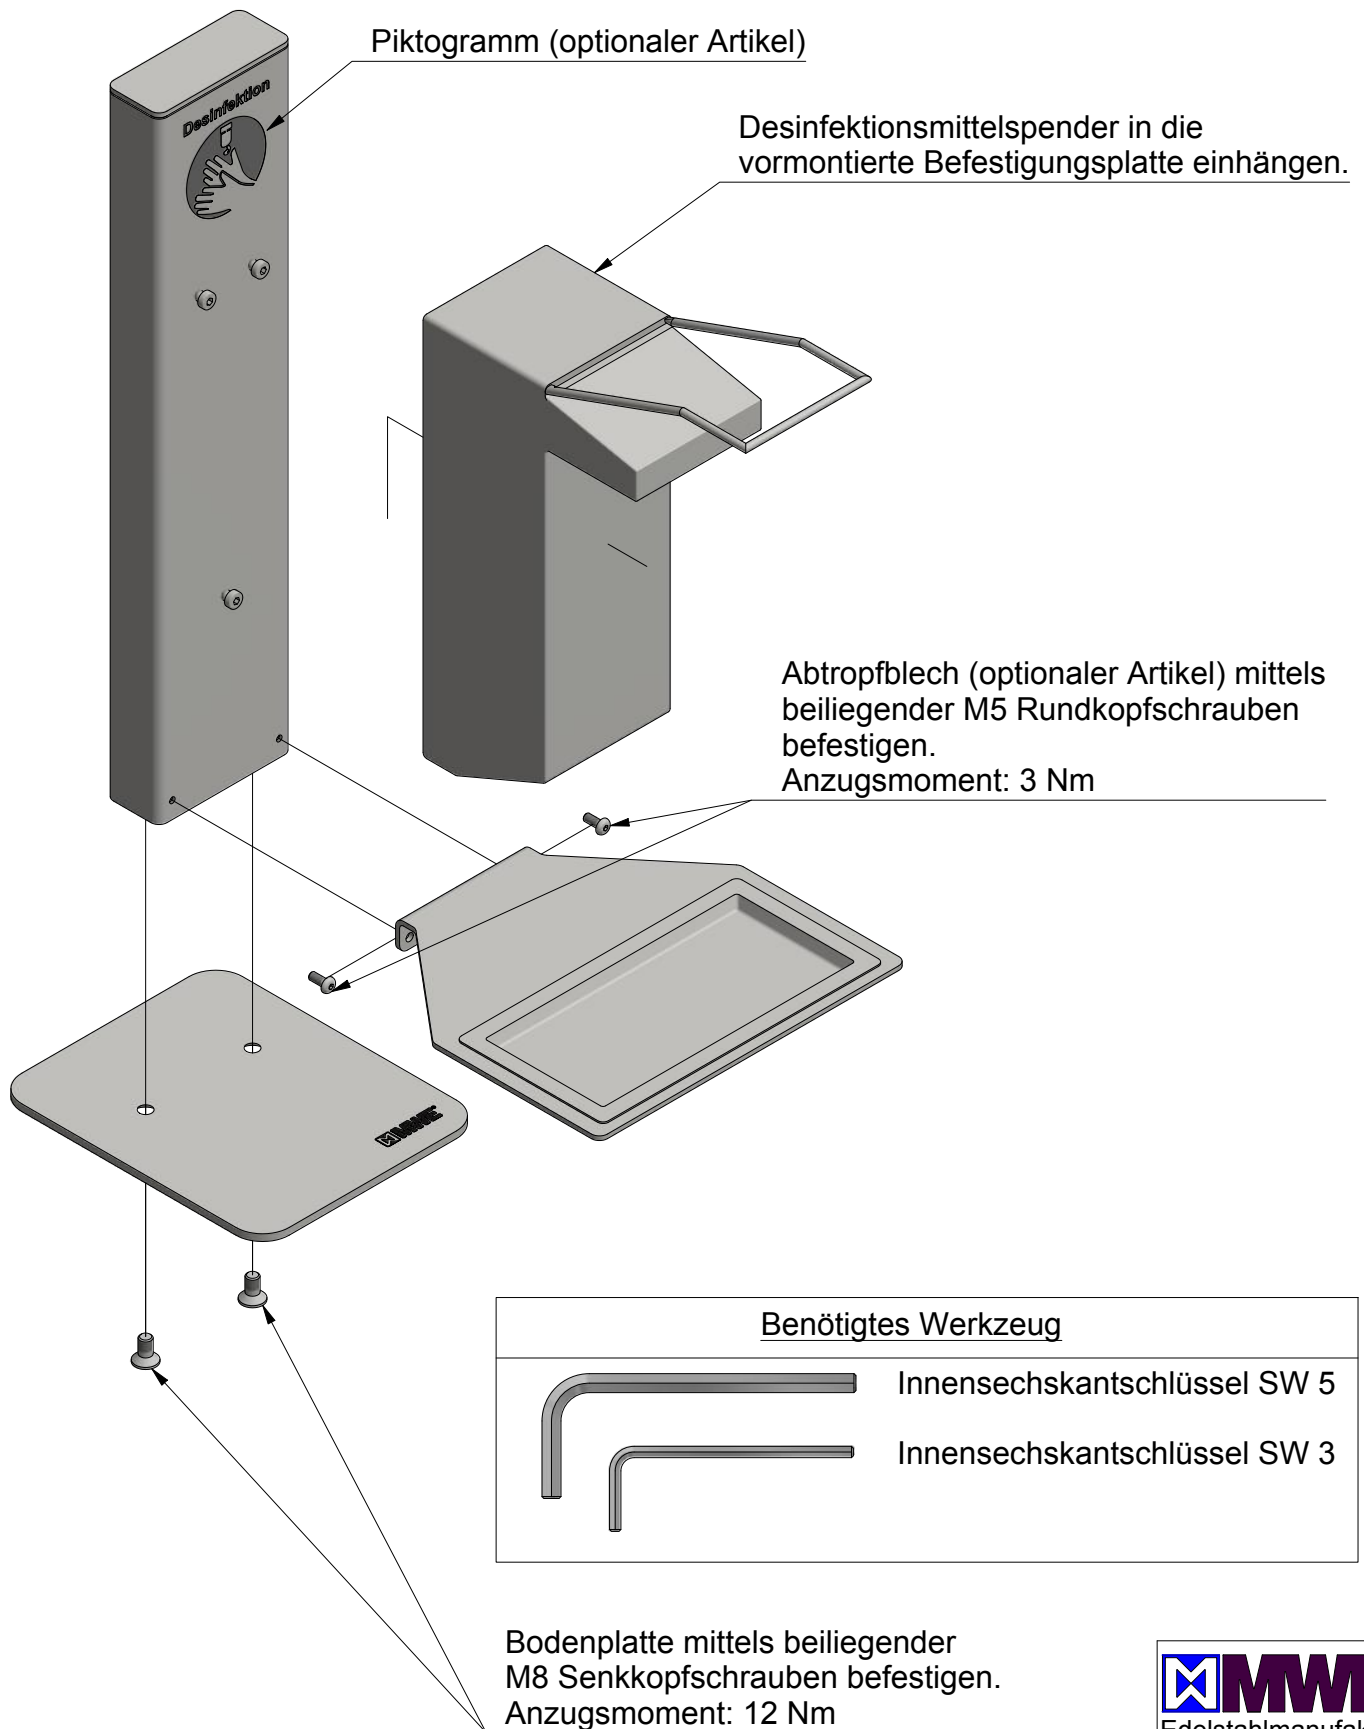 Piktogramm (optionaler Artikel)
Desinfektion
Desinfektionsmittelspender in die
vormontierte Befestigungsplatte einhängen.
Abtropfblech (optionaler Artikel) mittels
beiliegender M5 Rundkopfschrauben
befestigen.
Anzugsmoment: 3 Nm
MWE
Benötigtes Werkzeug
Innensechskantschlüssel SW 5
Innensechskantschlüssel SW 3
Bodenplatte mittels beiliegender
M8 Senkkopfschrauben befestigen.
Anzugsmoment: 12 Nm